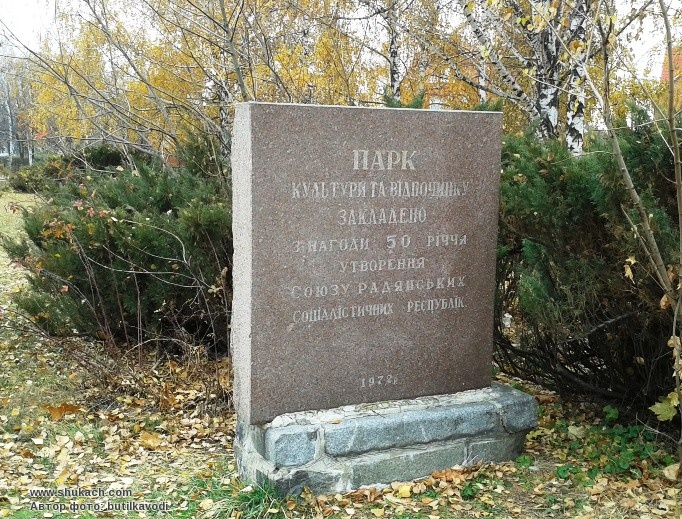 ПАРК
КУЛЬТУРИ ТА ВІДПОЧИНКУ
ЗАКЛАДЕНО
З НАГОДИ 50 РІЧЧЯ
УТВОРЕННЯ
СОЮЗУ РАДЯНСЬКИХ
СОЦІАЛІСТИЧНИХ РЕСПУБЛІК
1972р.
www.shukach.com
Автор фото: butilkavodi